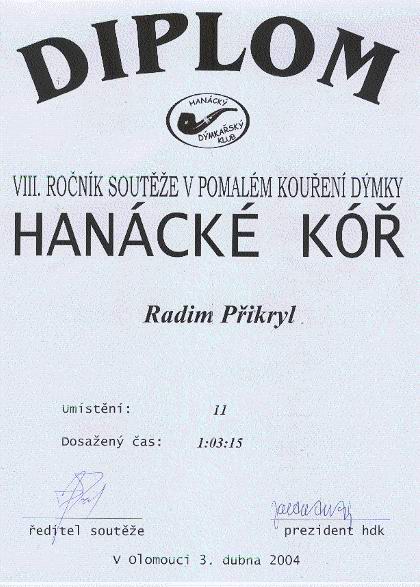 DIPLOM
HANÁCKÝ
DÝMKAŘSKÝ
KLUB
VIII. ROČNÍK SOUTĚŽE V POMALÉM KOUŘENÍ DÝMKY
HANÁCKÉ KÓŘ
Radim Přikryl
Umístění: 11
Dosažený čas: 1:03:15
ředitel soutěže prezident hdk
V Olomouci 3. dubna 2004